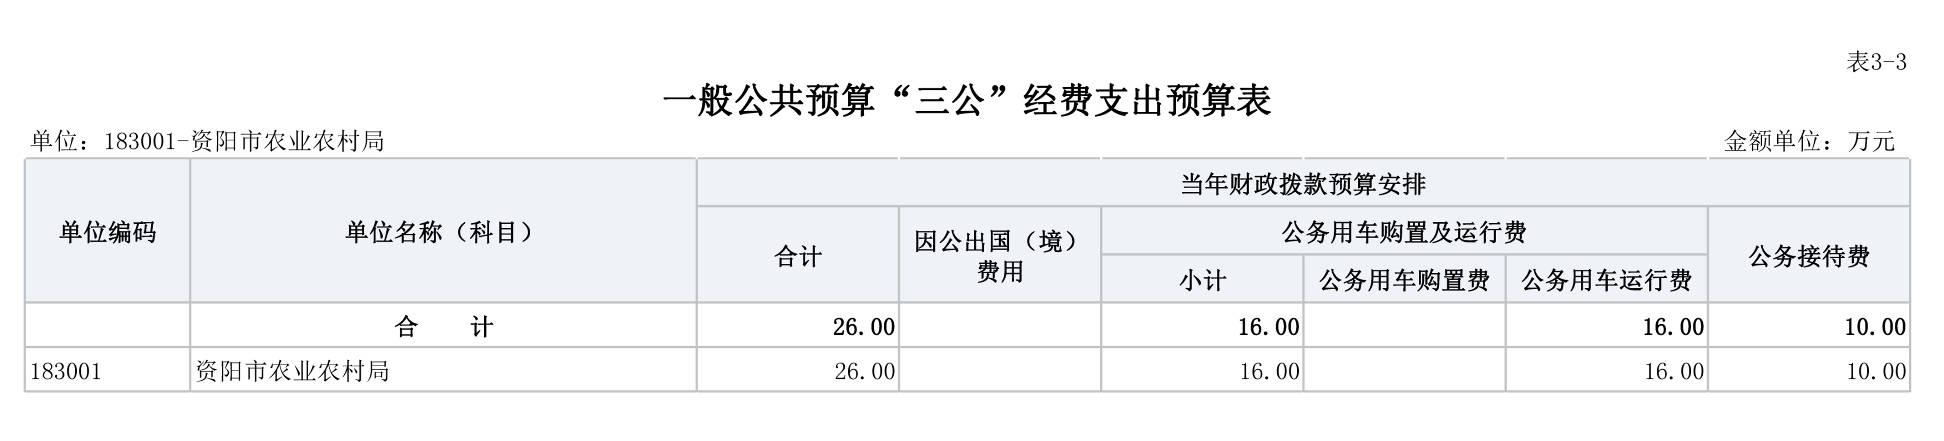 表3-3
一般公共预算“三公”经费支出预算表
单位：183001-资阳市农业农村局 金额单位：万元
单位编码 单位名称（科目） 当年财政拨款预算安排
合计 因公出国（境）
费用 公务用车购置及运行费 公务接待费
小计 公务用车购置费 公务用车运行费
合 计 26.00 16.00 16.00 10.00
183001 资阳市农业农村局 26.00 16.00 16.00 10.00